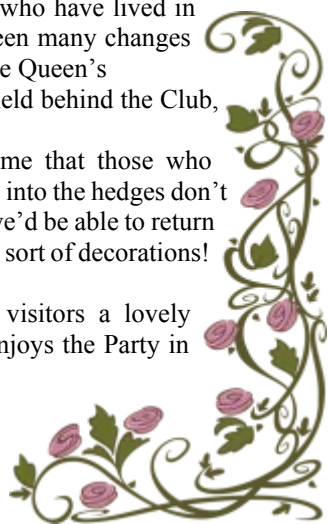 who have lived in
een many changes
e Queen's
eld behind the Club,
me that those who
into the hedges don't
ve'd be able to return
sort of decorations!
visitors a lovely
njoys the Party in